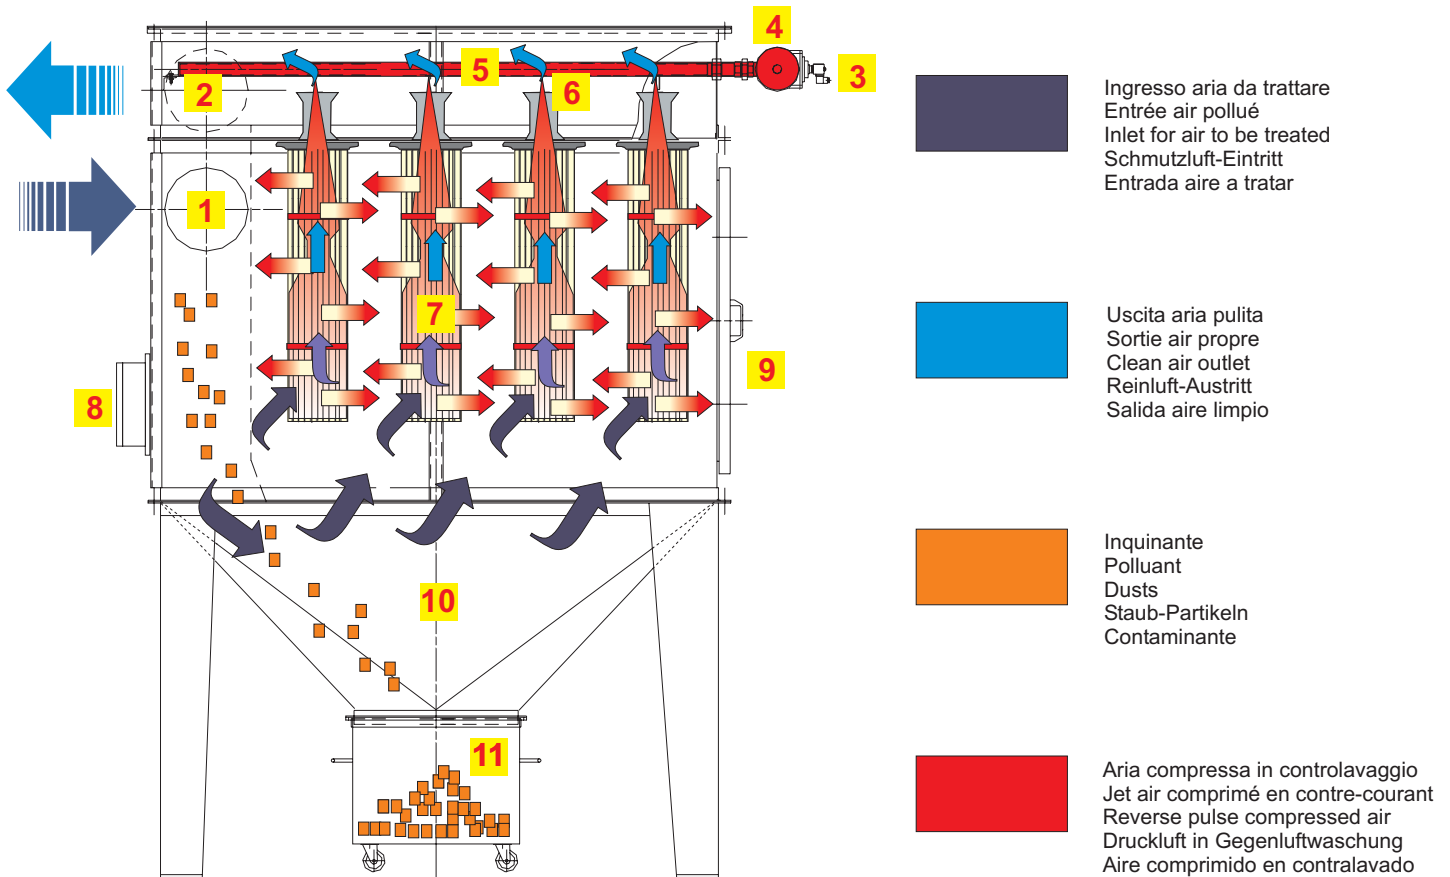 4
3
5
2
6
1
7
8
9
10
11
Ingresso aria da trattare
Entrée air pollué
Inlet for air to be treated
Schmutzluft-Eintritt
Entrada aire a tratar
Uscita aria pulita
Sortie air propre
Clean air outlet
Reinluft-Austritt
Salida aire limpio
Inquinante
Polluant
Dusts
Staub-Partikeln
Contaminante
Aria compressa in controlavaggio
Jet air comprimé en contre-courant
Reverse pulse compressed air
Druckluft in Gegenluftwaschung
Aire comprimido en contralavado